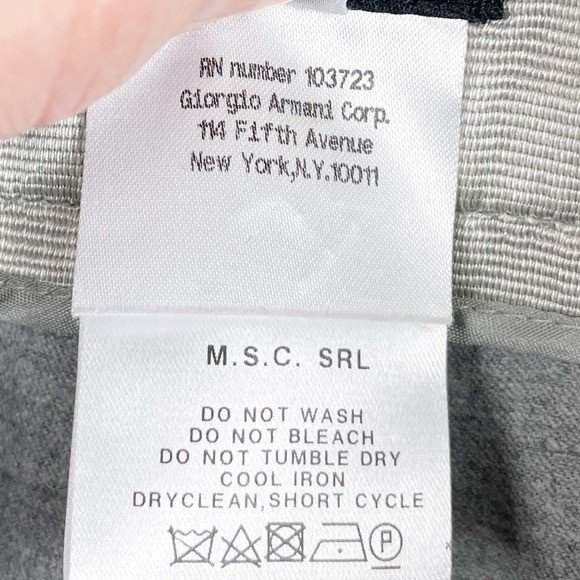 RN number 103723
Giorgio Armani Corp.
114 Fifth Avenue
New York,N.Y.10011
M.S.C. SRL
DO NOT WASH
DO NOT BLEACH
DO NOT TUMBLE DRY
COOL IRON
DRYCLEAN,SHORT CYCLE
P